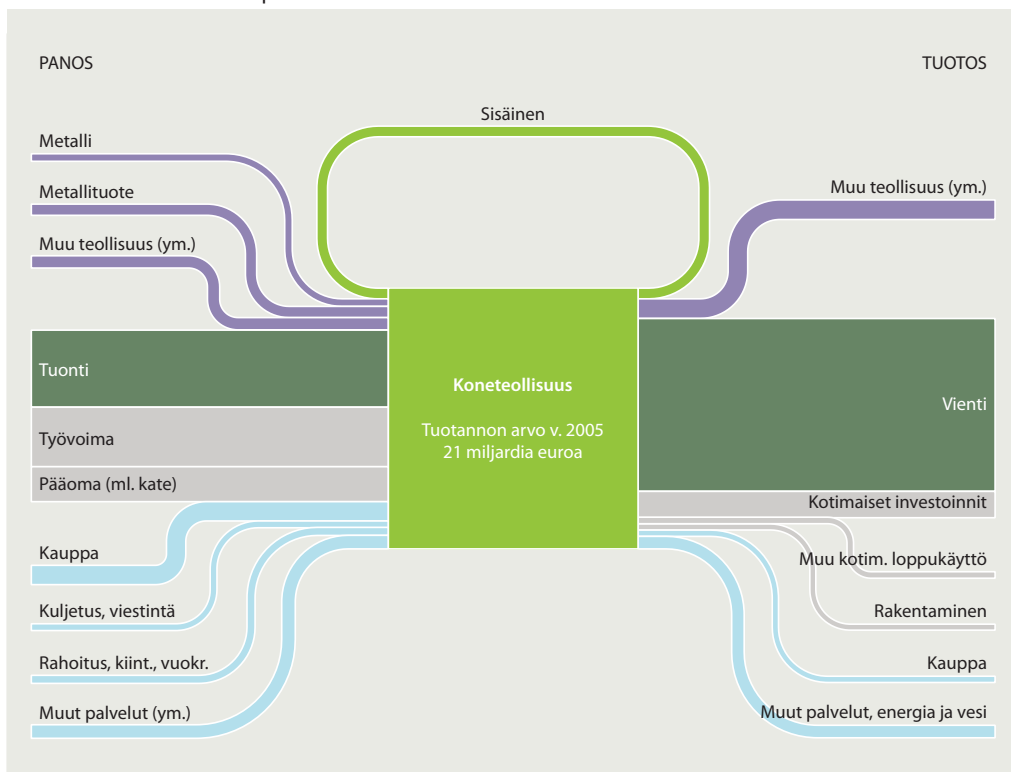 PANOS
TUOTOS
Sisäinen
Metalli
Metallituote
Muu teollisuus (ym.)
Muu teollisuus (ym.)
Tuonti
Työvoima
Pääoma (ml. kate)
Koneteollisuus
Tuotannon arvo v. 2005
21 miljardia euroa
Vienti
Kotimaiset investoinnit
Kauppa
Kuljetus, viestintä
Rahoitus, kiint., vuokr.
Muut palvelut (ym.)
Muu kotim. loppukäyttö
Rakentaminen
Kauppa
Muut palvelut, energia ja vesi